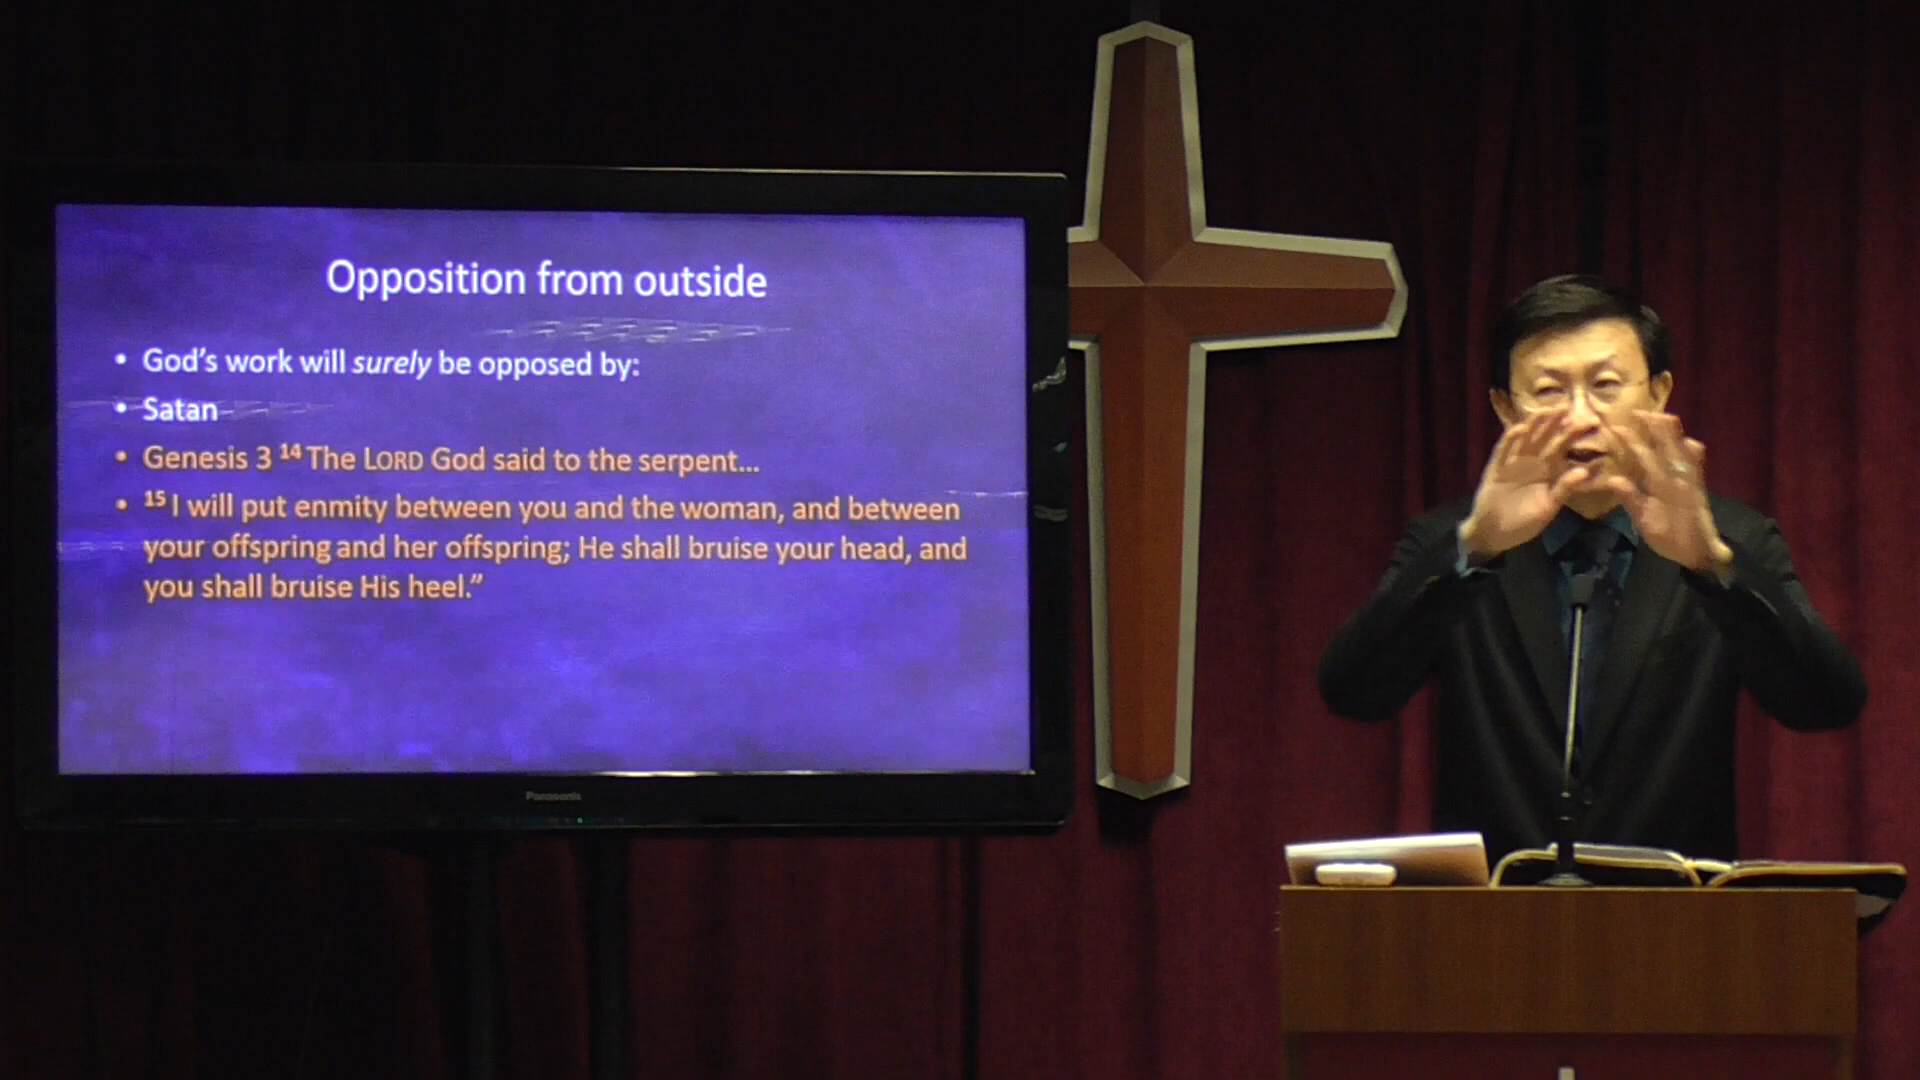 Opposition from outside
• God’s work will surely be opposed by:
• Satan
• Genesis 3 14 The LORD God said to the serpent...
• 15 I will put enmity between you and the woman, and between
your offspring and her offspring; He shall bruise your head, and
you shall bruise His heel.”
Panasonic